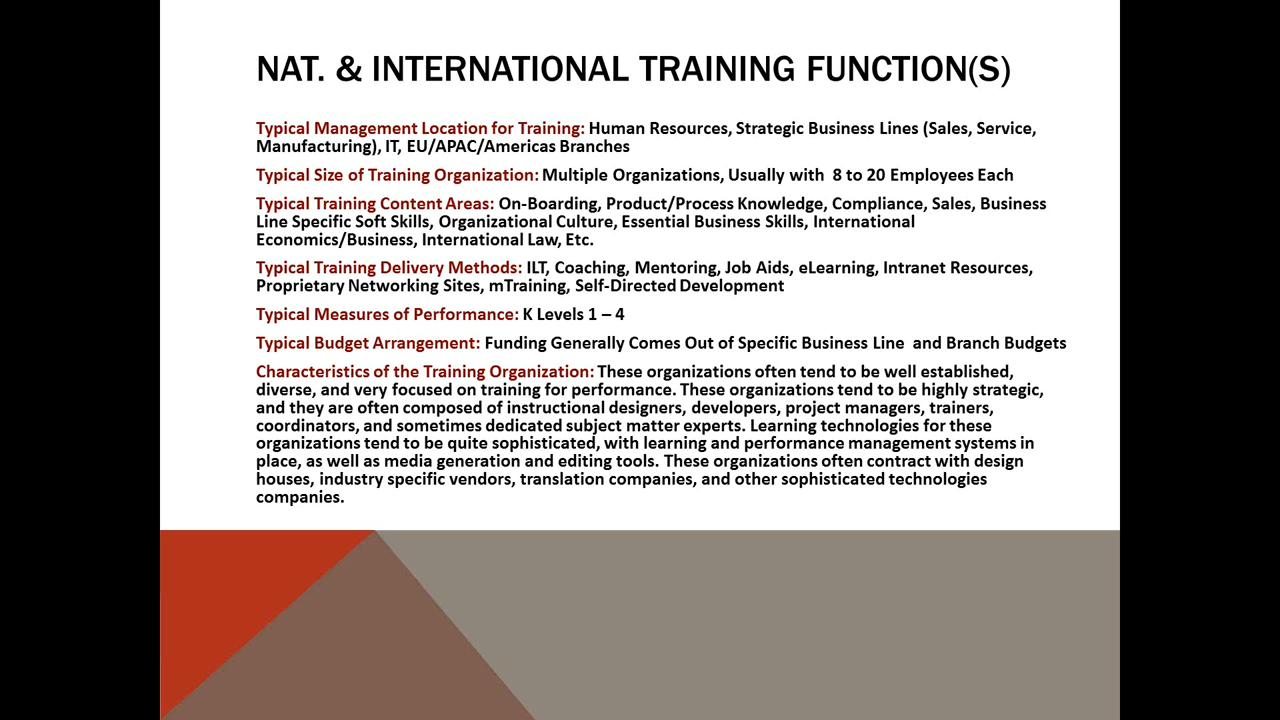 NAT. & INTERNATIONAL TRAINING FUNCTION(S)
Typical Management Location for Training: Human Resources, Strategic Business Lines (Sales, Service,
Manufacturing), IT, EU/APAC/Americas Branches
Typical Size of Training Organization: Multiple Organizations, Usually with 8 to 20 Employees Each
Typical Training Content Areas: On-Boarding, Product/Process Knowledge, Compliance, Sales, Business
Line Specific Soft Skills, Organizational Culture, Essential Business Skills, International
Economics/Business, International Law, Etc.
Typical Training Delivery Methods: ILT, Coaching, Mentoring, Job Aids, eLearning, Intranet Resources,
Proprietary Networking Sites, mTraining, Self-Directed Development
Typical Measures of Performance: K Levels 1 – 4
Typical Budget Arrangement: Funding Generally Comes Out of Specific Business Line and Branch Budgets
Characteristics of the Training Organization: These organizations often tend to be well established,
diverse, and very focused on training for performance. These organizations tend to be highly strategic,
and they are often composed of instructional designers, developers, project managers, trainers,
coordinators, and sometimes dedicated subject matter experts. Learning technologies for these
organizations tend to be quite sophisticated, with learning and performance management systems in
place, as well as media generation and editing tools. These organizations often contract with design
houses, industry specific vendors, translation companies, and other sophisticated technologies
companies.